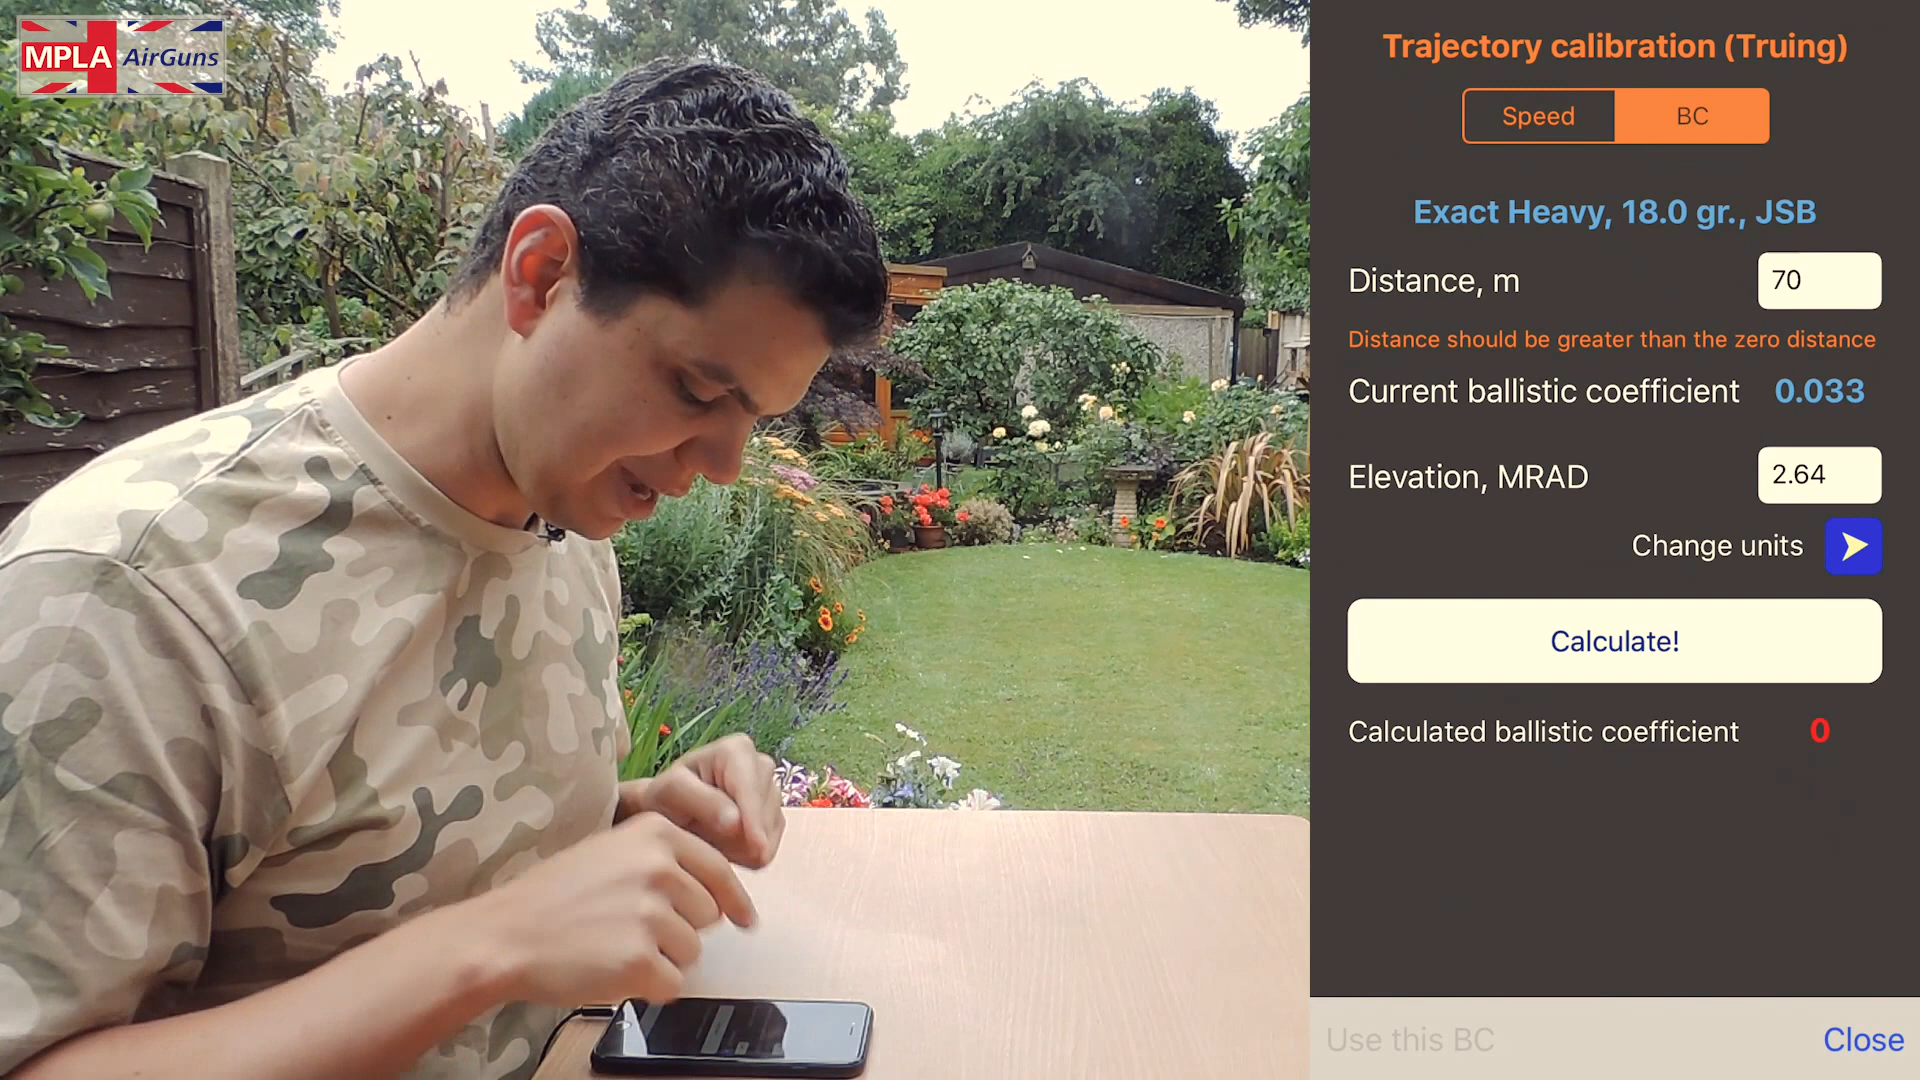 MPLA AirGuns
Trajectory calibration (Truing)
Speed BC
Exact Heavy, 18.0 gr., JSB
Distance, m 70
Distance should be greater than the zero distance
Current ballistic coefficient 0.033
Elevation, MRAD 2.64
Change units
Calculate!
Calculated ballistic coefficient 0
Use this BC Close